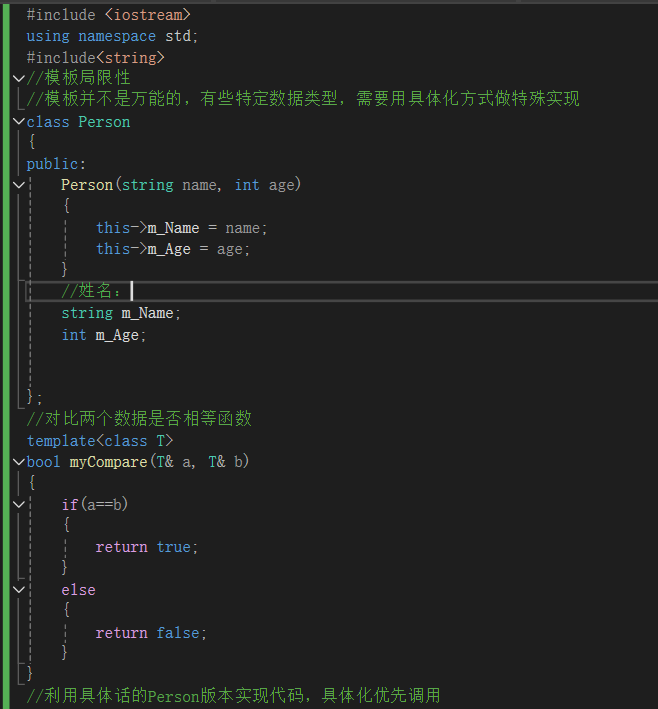 #include <iostream>
using namespace std;
#include<string>
//模板局限性
//模板并不是万能的，有些特定数据类型，需要用具体化方式做特殊实现
class Person
{
public:
    Person(string name, int age)
    {
        this->m_Name = name;
        this->m_Age = age;
    }
    //姓名：
    string m_Name;
    int m_Age;
};
//对比两个数据是否相等函数
template<class T>
bool myCompare(T& a, T& b)
{
    if(a==b)
    {
        return true;
    }
    else
    {
        return false;
    }
}
//利用具体话的Person版本实现代码，具体化优先调用